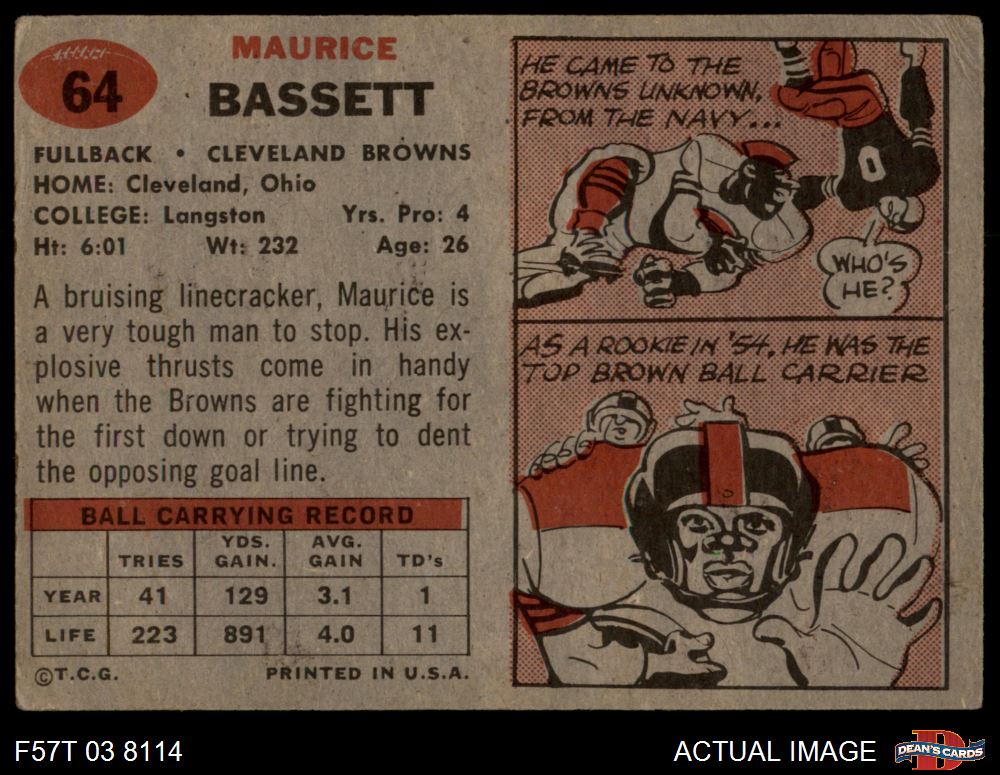 64
MAURICE
BASSETT
FULLBACK • CLEVELAND BROWNS
HOME: Cleveland, Ohio
COLLEGE: Langston Yrs. Pro: 4
Ht: 6:01 Wt: 232 Age: 26
A bruising linecracker, Maurice is
a very tough man to stop. His ex-
plosive thrusts come in handy
when the Browns are fighting for
the first down or trying to dent
the opposing goal line.
BALL CARRYING RECORD
TRIES YDS. GAIN. AVG. GAIN TD's
YEAR 41 129 3.1 1
LIFE 223 891 4.0 11
©T.C.G. PRINTED IN U.S.A.
HE CAME TO THE
BROWNS UNKNOWN,
FROM THE NAVY...
0
WHO'S
HE?
AS A ROOKIE IN '54, HE WAS THE
TOP BROWN BALL CARRIER
F57T 03 8114
ACTUAL IMAGE
D
DEAN'S CARDS